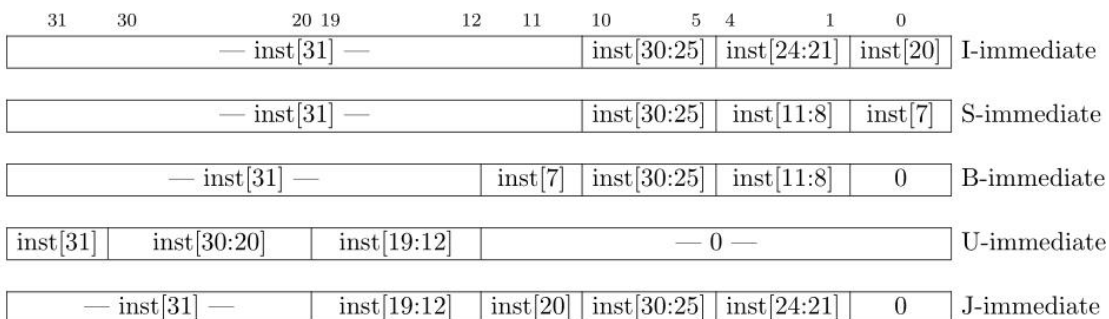 31 30 20 19 12 11 10 5 4 1 0
— inst[31] — inst[30:25] inst[24:21] inst[20] I-immediate
— inst[31] — inst[30:25] inst[11:8] inst[7] S-immediate
— inst[31] — inst[7] inst[30:25] inst[11:8] 0 B-immediate
inst[31] inst[30:20] inst[19:12] — 0 — U-immediate
— inst[31] — inst[19:12] inst[20] inst[30:25] inst[24:21] 0 J-immediate